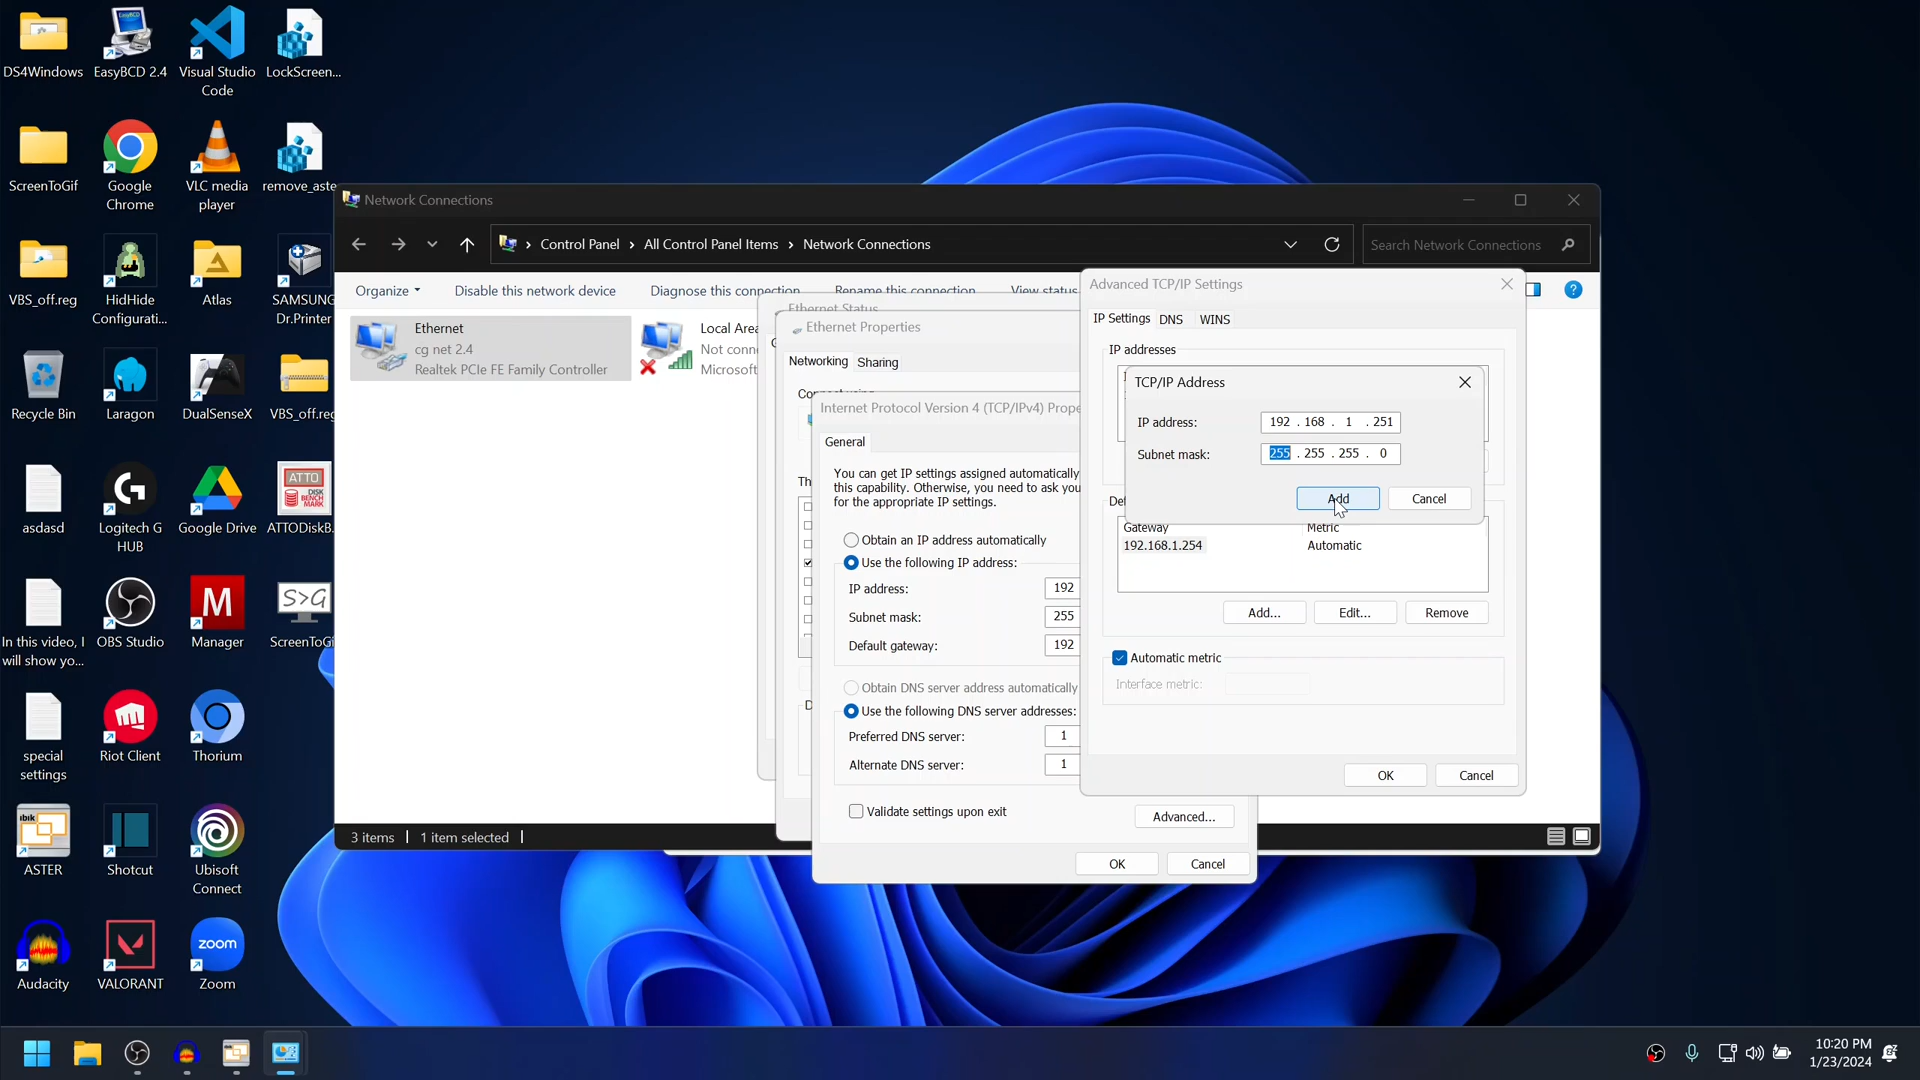 DS4Windows
EasyBCD 2.4
Visual Studio
Code
LockScreen...
ScreenToGif
Google
Chrome
VLC media
player
remove_aste
VBS_off.reg
HidHide
Configurati...
Atlas
SAMSUNG
Dr.Printer
Recycle Bin
Laragon
DualSenseX
VBS_off.reg
asdasd
Logitech G
HUB
Google Drive
ATTO
DISK
BENCH
MARK
ATTODiskB...
In this video, I
will show yo...
OBS Studio
M
Manager
S>G
ScreenToGi
special
settings
Riot Client
Thorium
ibik
ASTER
Shotcut
Ubisoft
Connect
Audacity
VALORANT
zoom
Zoom
Network Connections
Control Panel
All Control Panel Items
Network Connections
Search Network Connections
Organize
Disable this network device
Diagnose this connection
Rename this connection
View status
Ethernet
cg net 2.4
Realtek PCIe FE Family Controller
Local Area
Not conne
Microsoft
3 items
1 item selected
Ethernet Status
Ethernet Properties
Networking
Sharing
Connect using
Th
D
Internet Protocol Version 4 (TCP/IPv4) Prope
General
You can get IP settings assigned automatically
this capability. Otherwise, you need to ask you
for the appropriate IP settings.
Obtain an IP address automatically
Use the following IP address:
IP address:
192
Subnet mask:
255
Default gateway:
192
Obtain DNS server address automatically
Use the following DNS server addresses:
Preferred DNS server:
1
Alternate DNS server:
1
Validate settings upon exit
Advanced...
OK
Cancel
Advanced TCP/IP Settings
IP Settings
DNS
WINS
IP addresses
TCP/IP Address
IP address:
192 . 168 . 1 . 251
Subnet mask:
255 . 255 . 255 . 0
Add
Cancel
Def
Gateway
Metric
192.168.1.254
Automatic
Add...
Edit...
Remove
Automatic metric
Interface metric:
OK
Cancel
10:20 PM
1/23/2024